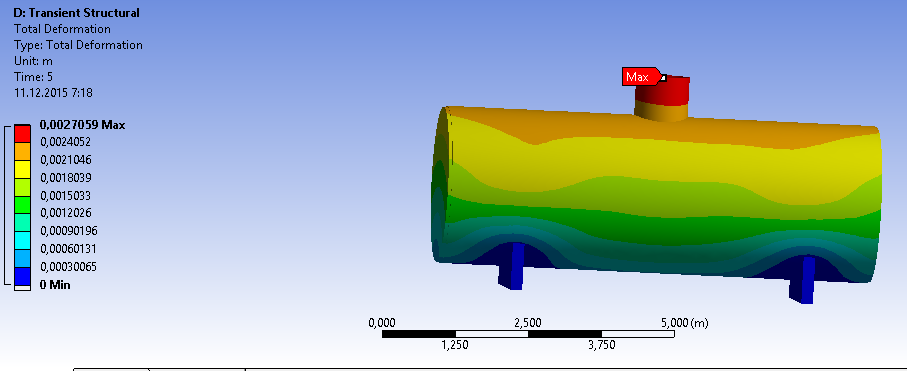 D: Transient Structural
Total Deformation
Type: Total Deformation
Unit: m
Time: 5
11.12.2015 7:18
0,0027059 Max
0,0024052
0,0021046
0,0018039
0,0015033
0,0012026
0,00090196
0,00060131
0,00030065
0 Min
Max
0,000 2,500 5,000 (m)
1,250 3,750